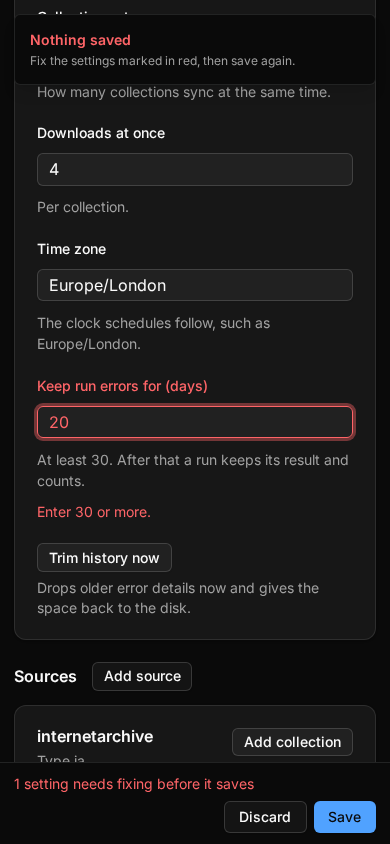 Nothing saved
Fix the settings marked in red, then save again.
How many collections sync at the same time.
Downloads at once
4
Per collection.
Time zone
Europe/London
The clock schedules follow, such as
Europe/London.
Keep run errors for (days)
20
At least 30. After that a run keeps its result and
counts.
Enter 30 or more.
Trim history now
Drops older error details now and gives the
space back to the disk.
Sources
Add source
internetarchive
Add collection
1 setting needs fixing before it saves
Discard
Save